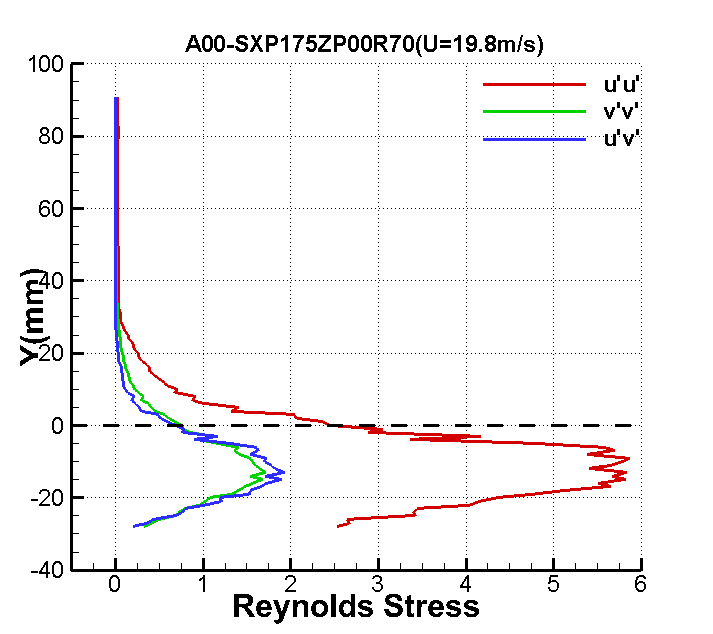 A00-SXP175ZP00R70(U=19.8m/s)
100
80
60
40
20
0
-20
-40
Y(mm)
u'u'
v'v'
u'v'
0 1 2 3 4 5 6
Reynolds Stress